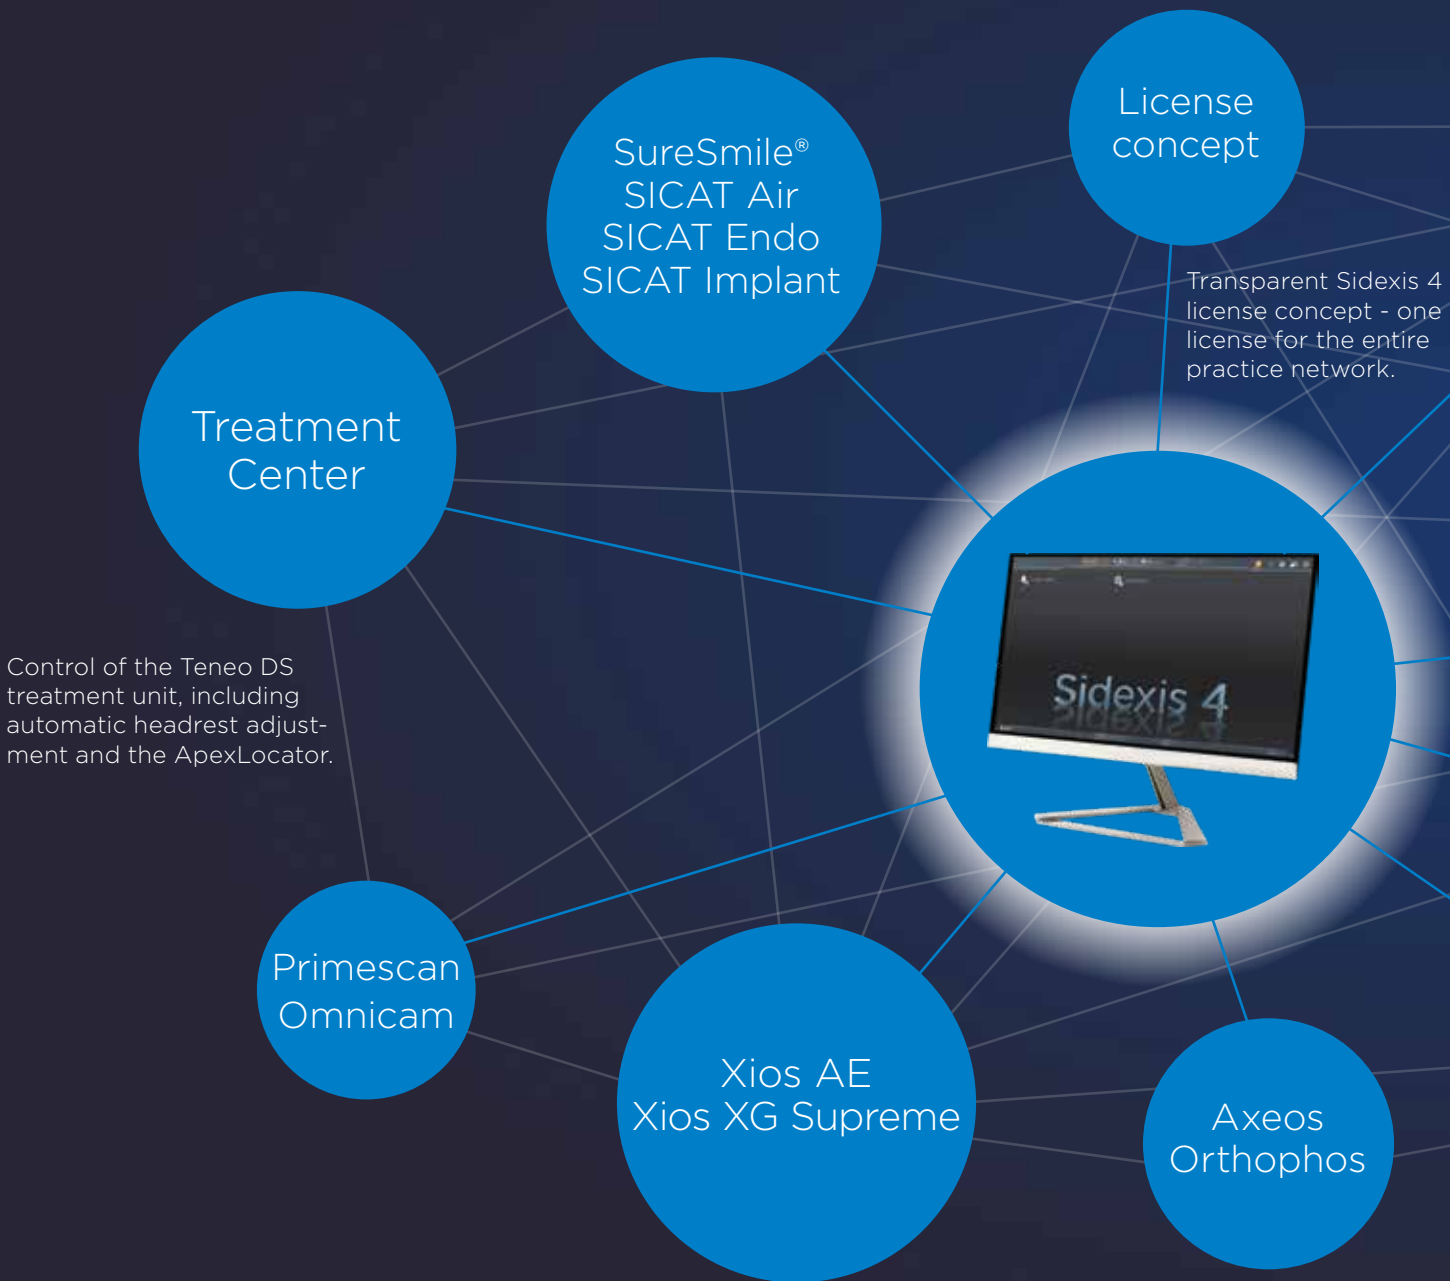 License
concept
SureSmile®
SICAT Air
SICAT Endo
SICAT Implant
Transparent Sidexis 4
license concept - one
license for the entire
practice network.
Treatment
Center
Sidexis 4
Control of the Teneo DS
treatment unit, including
automatic headrest adjust-
ment and the ApexLocator.
Primescan
Omnicam
Xios AE
Xios XG Supreme
Axeos
Orthophos